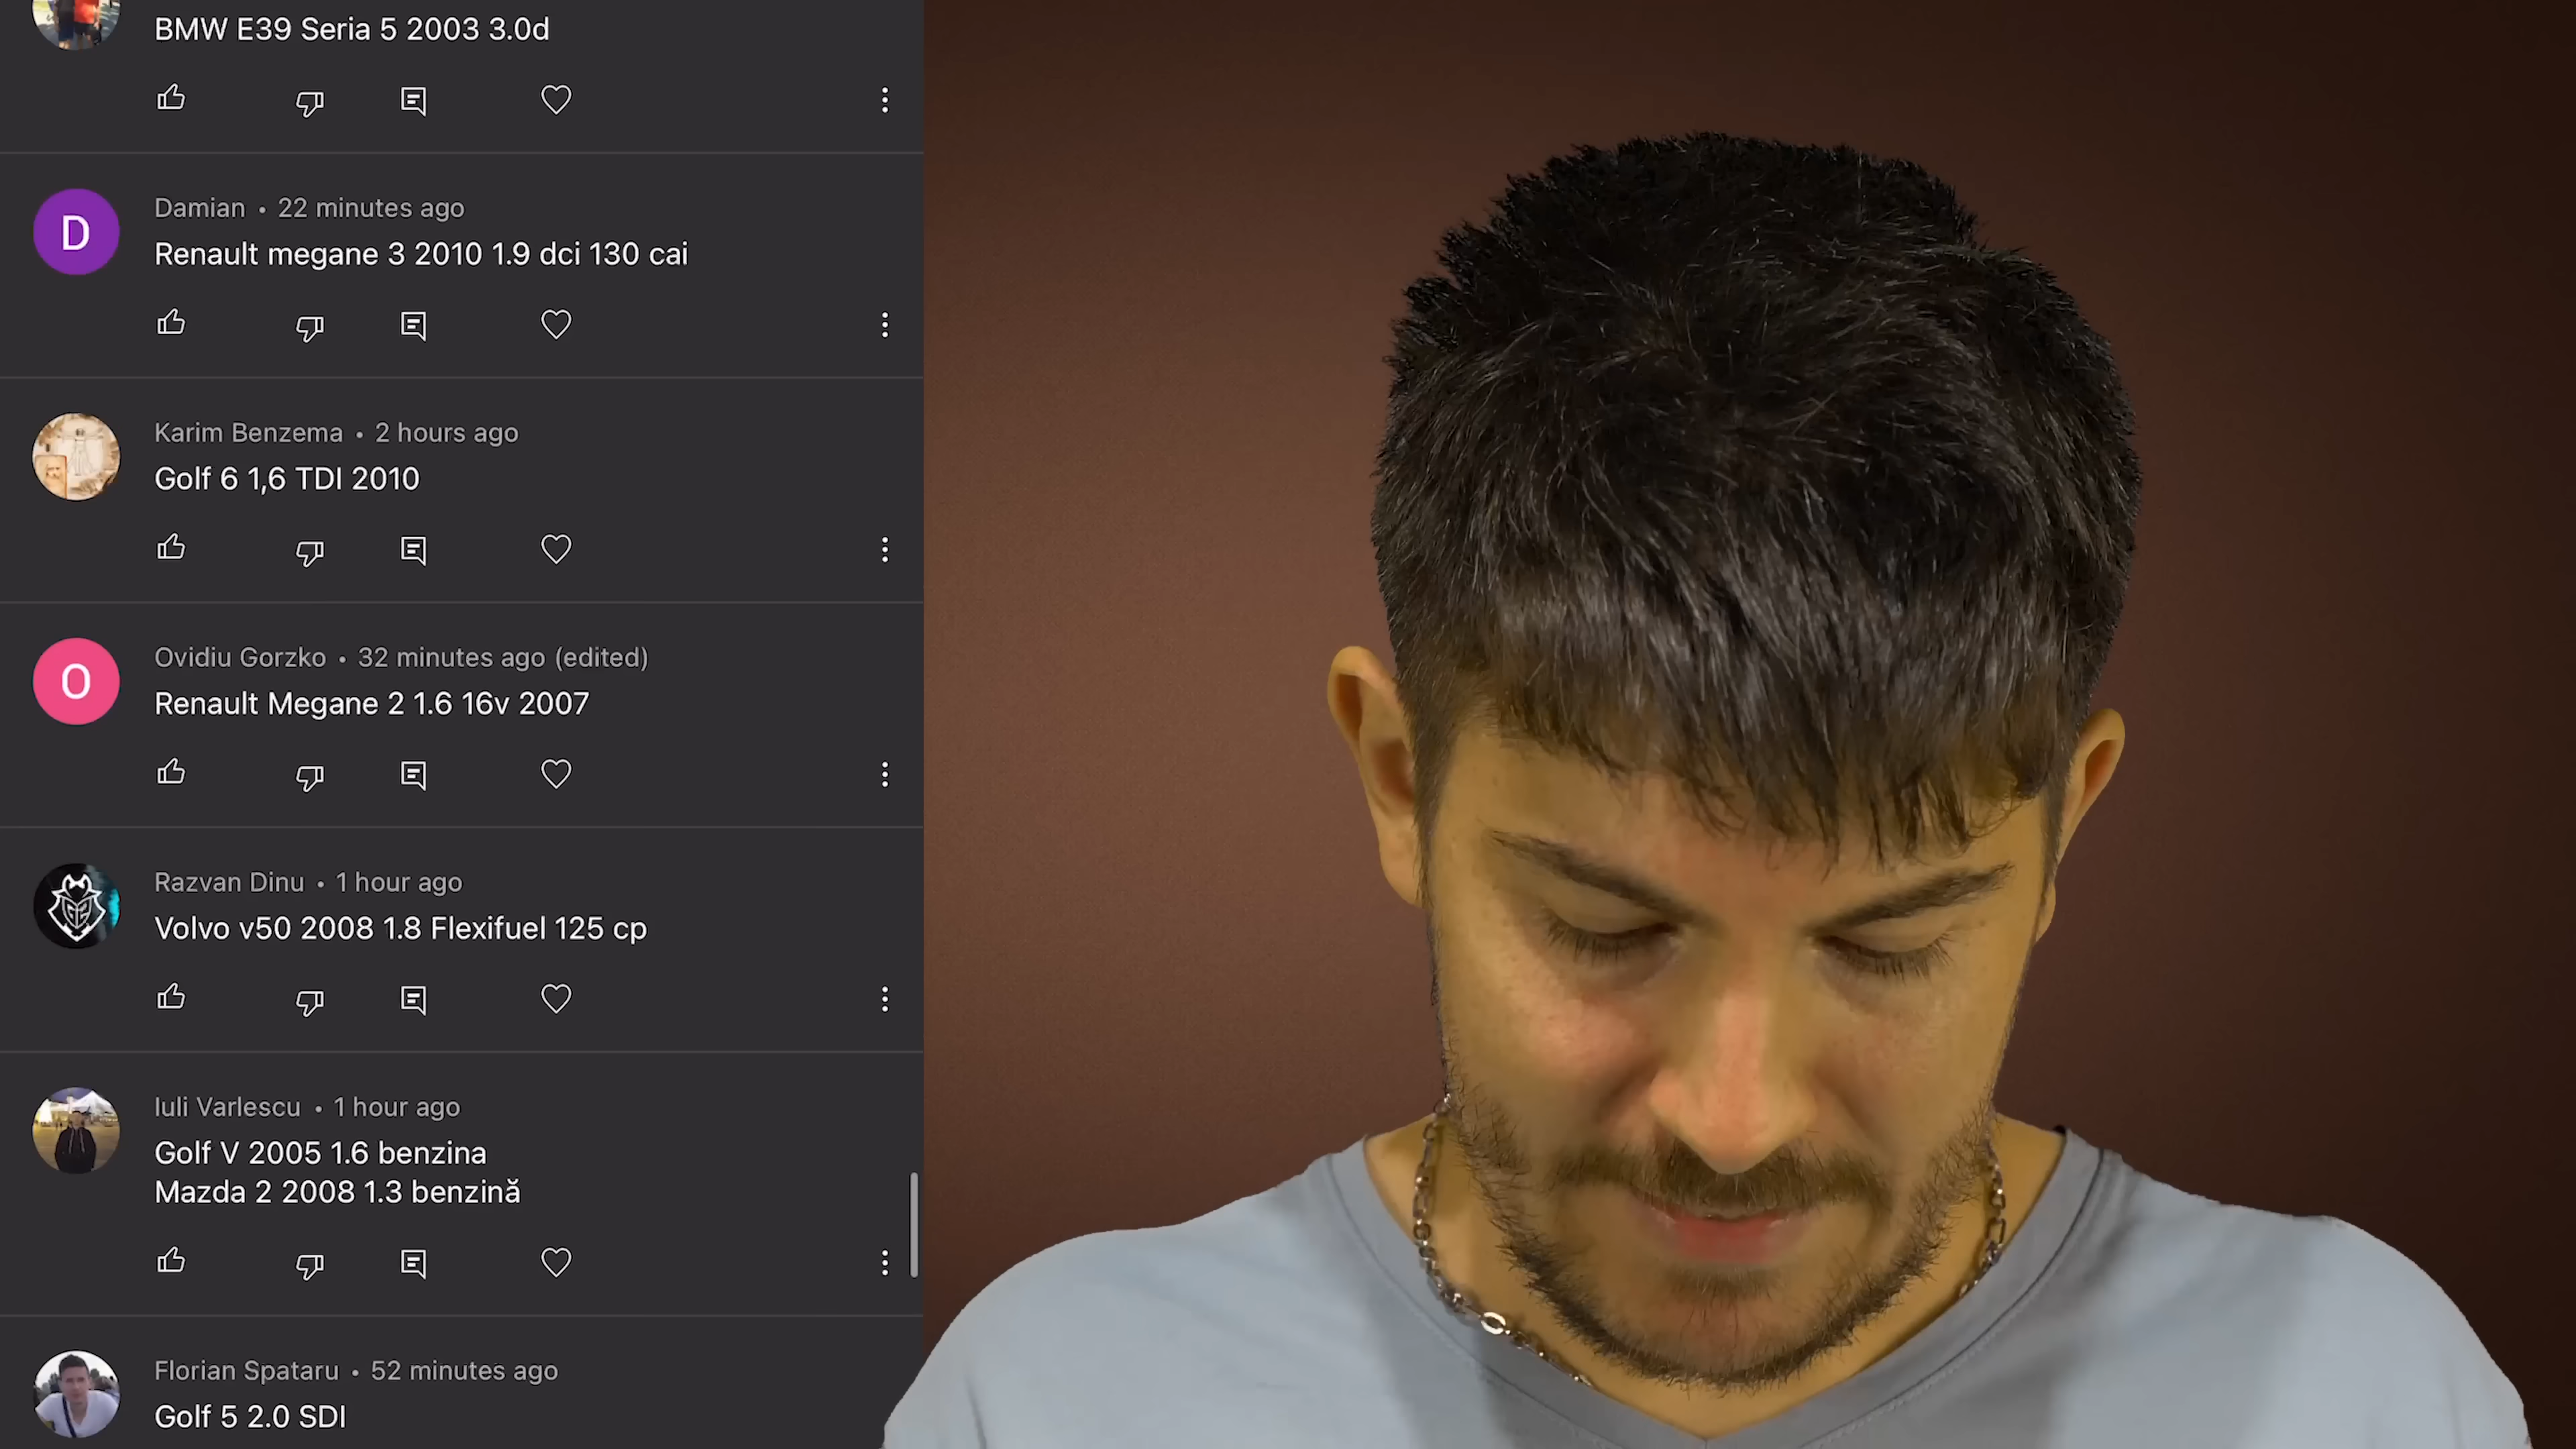 BMW E39 Seria 5 2003 3.0d
D
Damian • 22 minutes ago
Renault megane 3 2010 1.9 dci 130 cai
Karim Benzema • 2 hours ago
Golf 6 1,6 TDI 2010
O
Ovidiu Gorzko • 32 minutes ago (edited)
Renault Megane 2 1.6 16v 2007
Razvan Dinu • 1 hour ago
Volvo v50 2008 1.8 Flexifuel 125 cp
Iuli Varlescu • 1 hour ago
Golf V 2005 1.6 benzina
Mazda 2 2008 1.3 benzină
Florian Spataru • 52 minutes ago
Golf 5 2.0 SDI